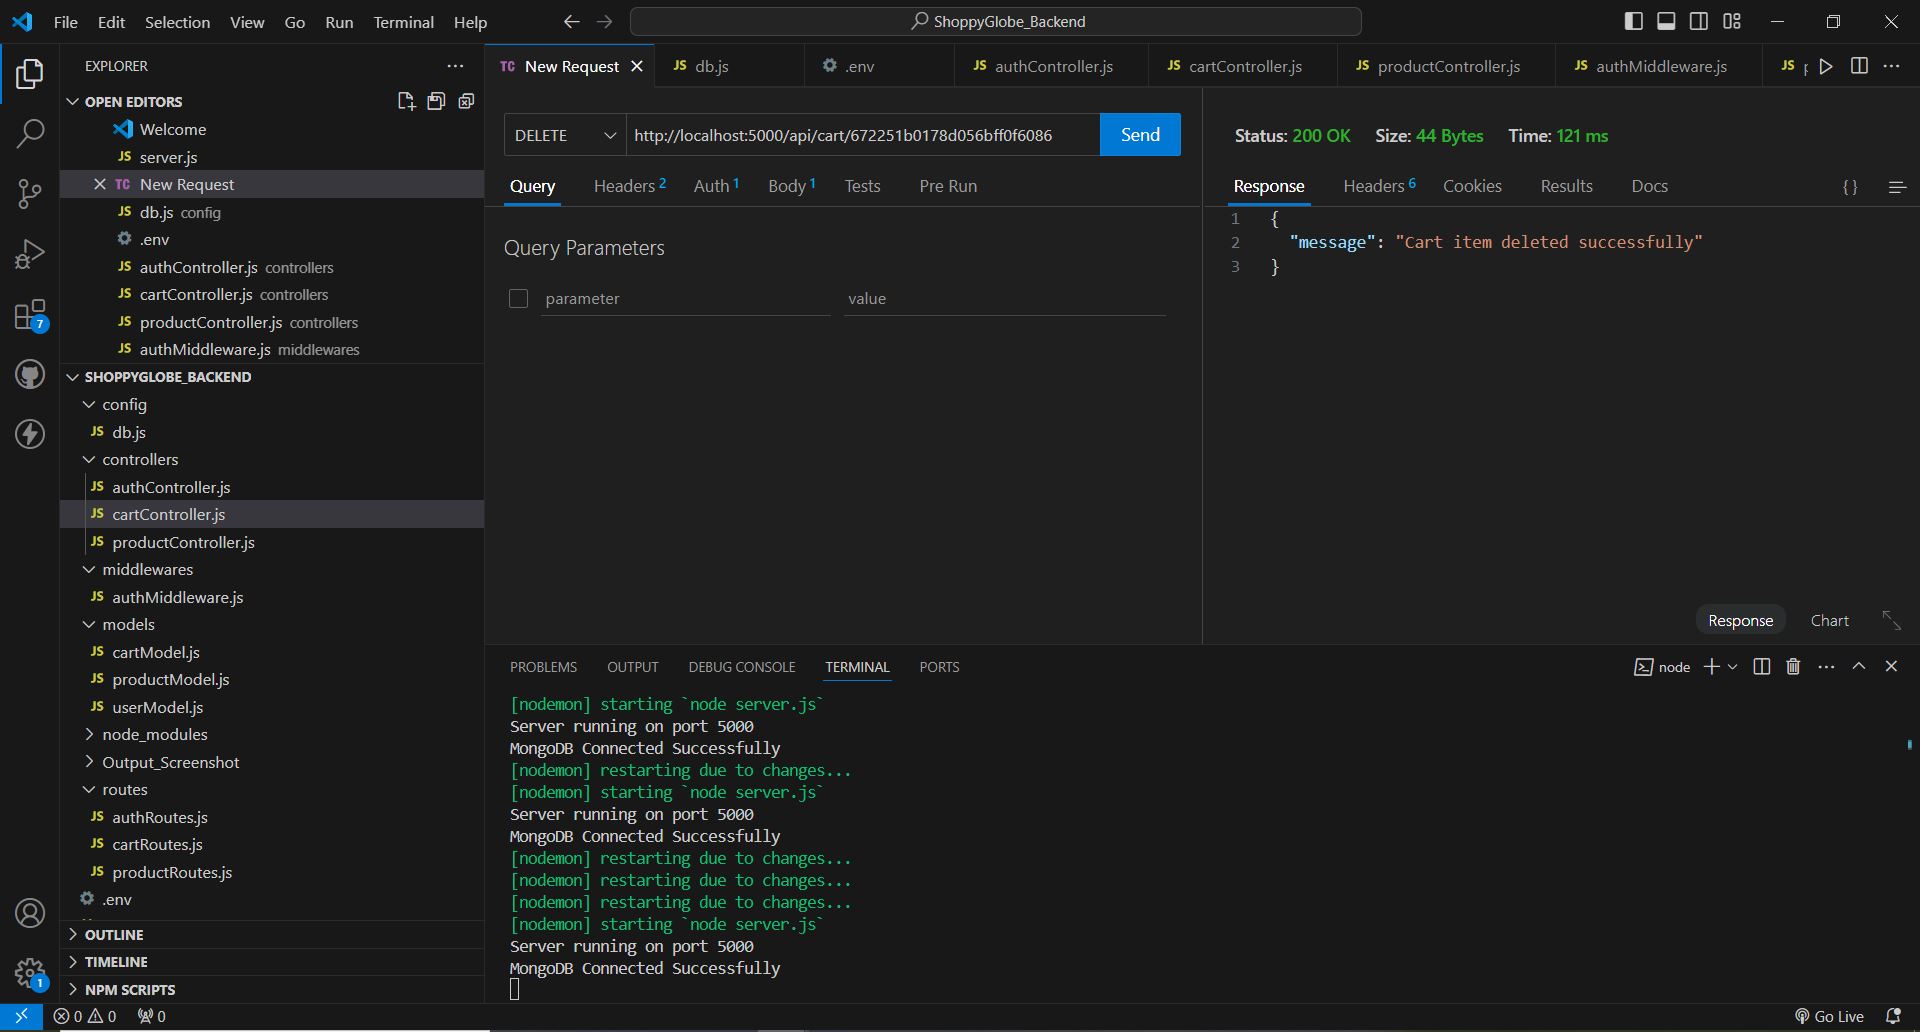 File Edit Selection View Go Run Terminal Help
ShoppyGlobe_Backend
EXPLORER
OPEN EDITORS
Welcome
JS server.js
TC New Request
JS db.js config
.env
JS authController.js controllers
JS cartController.js controllers
JS productController.js controllers
JS authMiddleware.js middlewares
SHOPPYGLOBE_BACKEND
config
JS db.js
controllers
JS authController.js
JS cartController.js
JS productController.js
middlewares
JS authMiddleware.js
models
JS cartModel.js
JS productModel.js
JS userModel.js
node_modules
Output_Screenshot
routes
JS authRoutes.js
JS cartRoutes.js
JS productRoutes.js
.env
OUTLINE
TIMELINE
NPM SCRIPTS
7
1
TC New Request
JS db.js
.env
JS authController.js
JS cartController.js
JS productController.js
JS authMiddleware.js
JS
DELETE http://localhost:5000/api/cart/672251b0178d056bff0f6086 Send
Query Headers 2 Auth 1 Body 1 Tests Pre Run
Query Parameters
parameter value
Status: 200 OK Size: 44 Bytes Time: 121 ms
Response Headers 6 Cookies Results Docs {}
1 {
2 "message": "Cart item deleted successfully"
3 }
Response Chart
PROBLEMS OUTPUT DEBUG CONSOLE TERMINAL PORTS
node
[nodemon] starting `node server.js`
Server running on port 5000
MongoDB Connected Successfully
[nodemon] restarting due to changes...
[nodemon] starting `node server.js`
Server running on port 5000
MongoDB Connected Successfully
[nodemon] restarting due to changes...
[nodemon] restarting due to changes...
[nodemon] restarting due to changes...
[nodemon] starting `node server.js`
Server running on port 5000
MongoDB Connected Successfully
0 0 0
Go Live